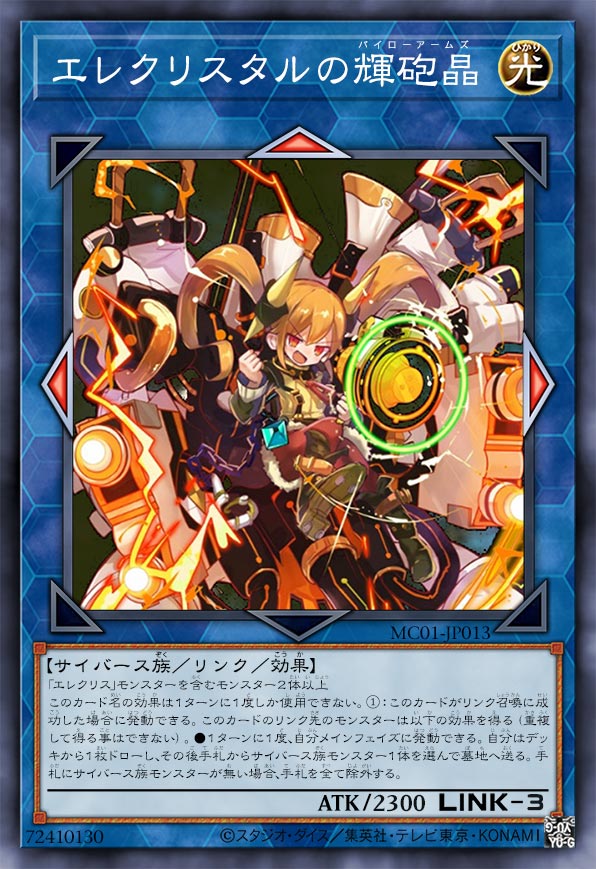 パイローアームズ
エレクリスタルの輝砲晶
ひかり
光
MC01-JP013
【サイバース族／リンク／効果】
「エレクリス」モンスターを含むモンスター２体以上
このカード名の効果は１ターンに１度しか使用できない。①：このカードがリンク召喚に成
功した場合に発動できる。このカードのリンク先のモンスターは以下の効果を得る（重複
して得る事はできない）。●１ターンに１度、自分メインフェイズに発動できる。自分はデッ
キから１枚ドローし、その後手札からサイバース族モンスター１体を選んで墓地へ送る。手
札にサイバース族モンスターが無い場合、手札を全て除外する。
ATK/2300 LINK-3
72410130 ©スタジオ・ダイス／集英社・テレビ東京・KONAMI